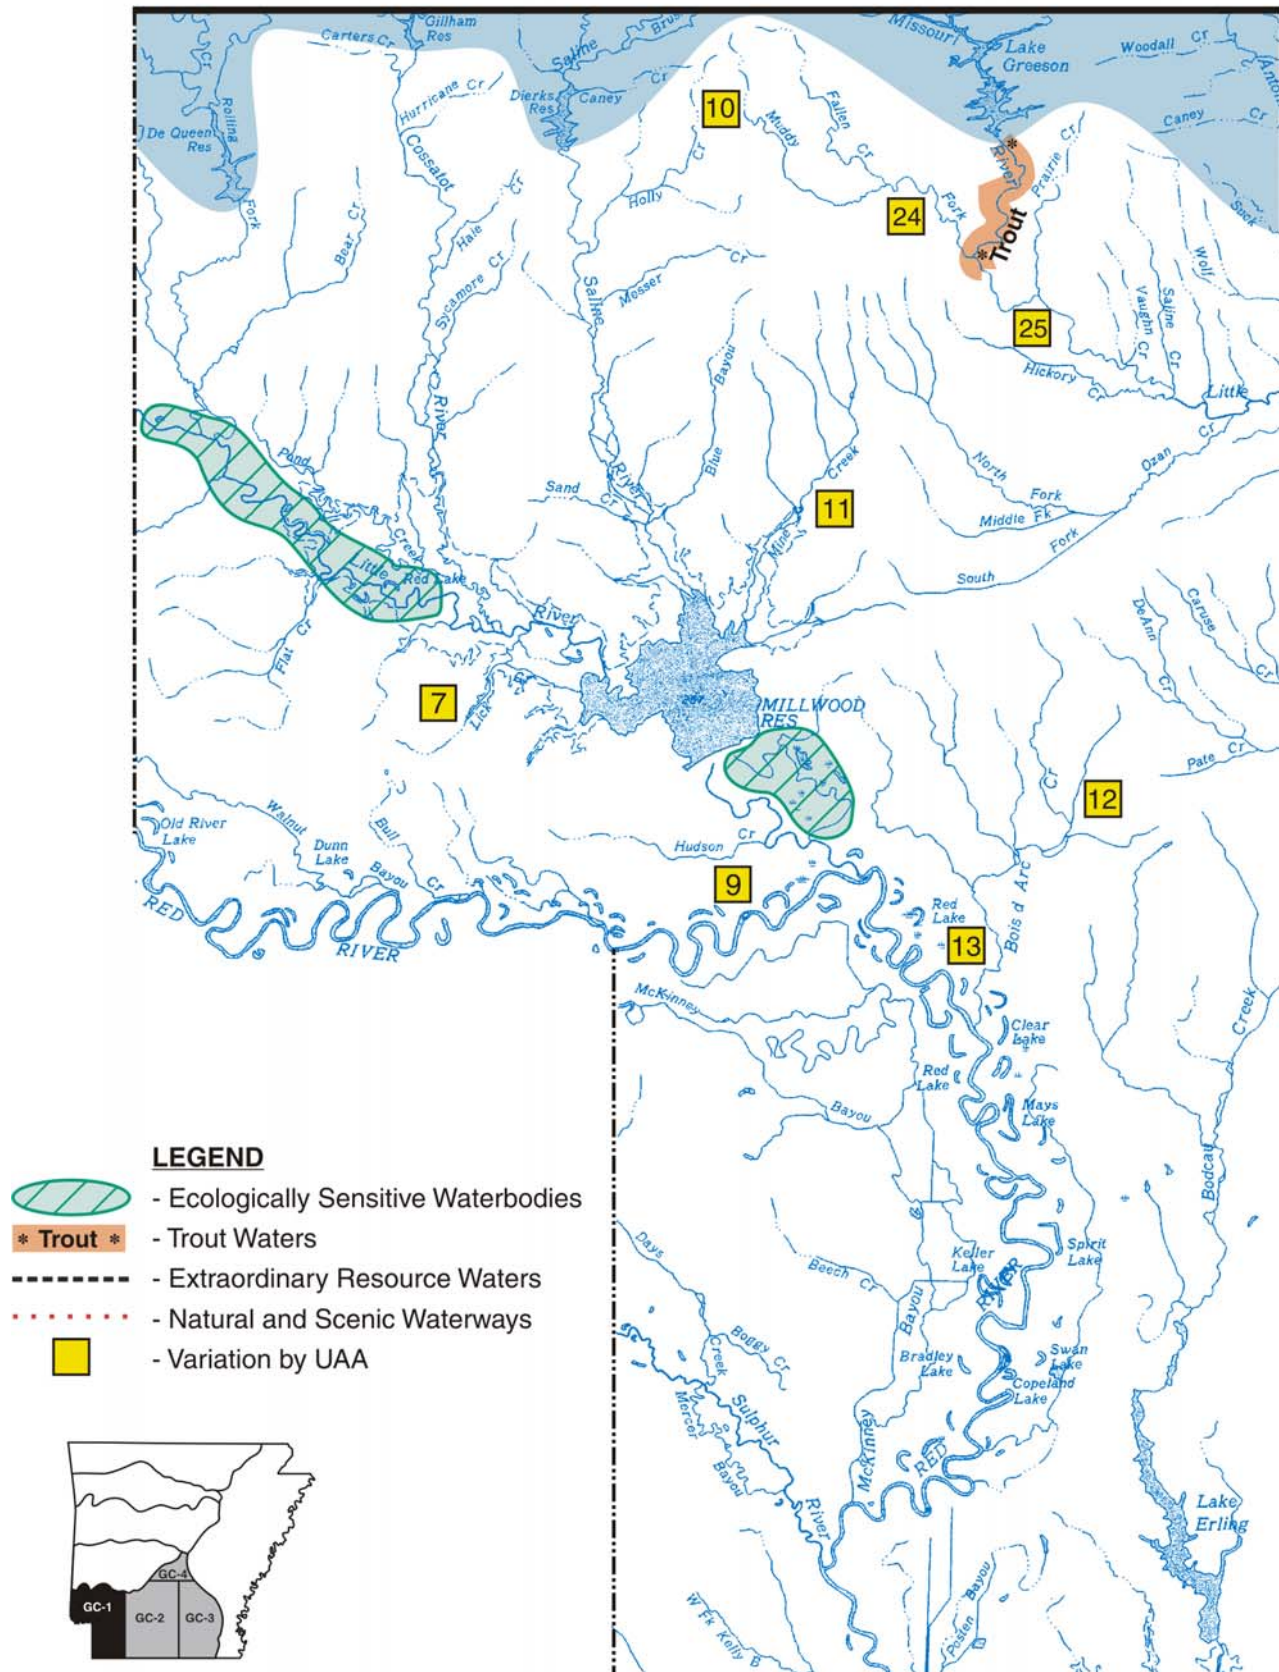 Carters Cr
Gillham
Res
Saline
Brus
Missour
Lake
Greeson
Woodall Cr
Anto
Rolling
Fork
De Queen
Res
Hurricane Cr
Cossatot
River
Dierks
Res
Caney Cr
10
Muddy
Fork
Fallen
Cr
River
Prairie Cr
Caney Cr
*
Trout
*
Holly Cr
24
Suck
Bear Cr
Hale Cr
Sycamore Cr
Saline
River
Messer Cr
Wolf
Vaughn Cr
Saline Cr
25
Hickory Cr
Little
Blue Bayou
Ozan Cr
North
Fork
Middle Fk
South Fork
Sand Cr
11
Mine Creek
Pond
Creek
Little
Red Lake
River
Flat Cr
7
Lick
257
MILLWOOD
RES
DeAnn
Cr
Caruse
Cr
Pate Cr
12
Cr
Old River
Lake
Walnut
Bayou
Dunn
Lake
Bull
Cr
Hudson Cr
9
RED
RIVER
Red
Lake
13
Bois d Arc
McKinney
Bayou
Clear
Lake
Red
Lake
Mays
Lake
Creek
Bodcau
LEGEND
- Ecologically Sensitive Waterbodies
* Trout * - Trout Waters
- Extraordinary Resource Waters
- Natural and Scenic Waterways
- Variation by UAA
Days
Creek
Beech Cr
Keller
Lake
RIVER
Spirit
Lake
Boggy Cr
Bayou
Bradley
Lake
Swan
Lake
Copeland
Lake
Mercer
Bayou
Sulphur
River
McKinney
RED
Lake
Erling
GC-4
GC-1
GC-2
GC-3
W Fk Kelly B
Posten Bayou